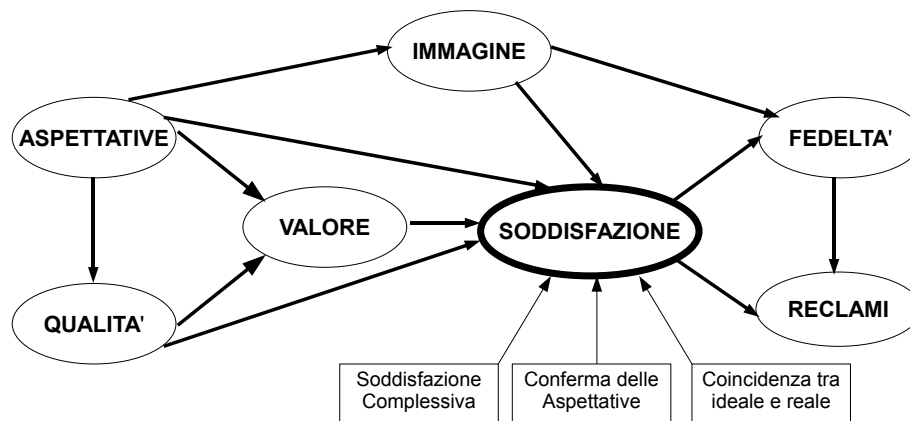 IMMAGINE
ASPETTATIVE
FEDELTA'
VALORE
SODDISFAZIONE
QUALITA'
RECLAMI
Soddisfazione
Complessiva
Conferma delle
Aspettative
Coincidenza tra
ideale e reale